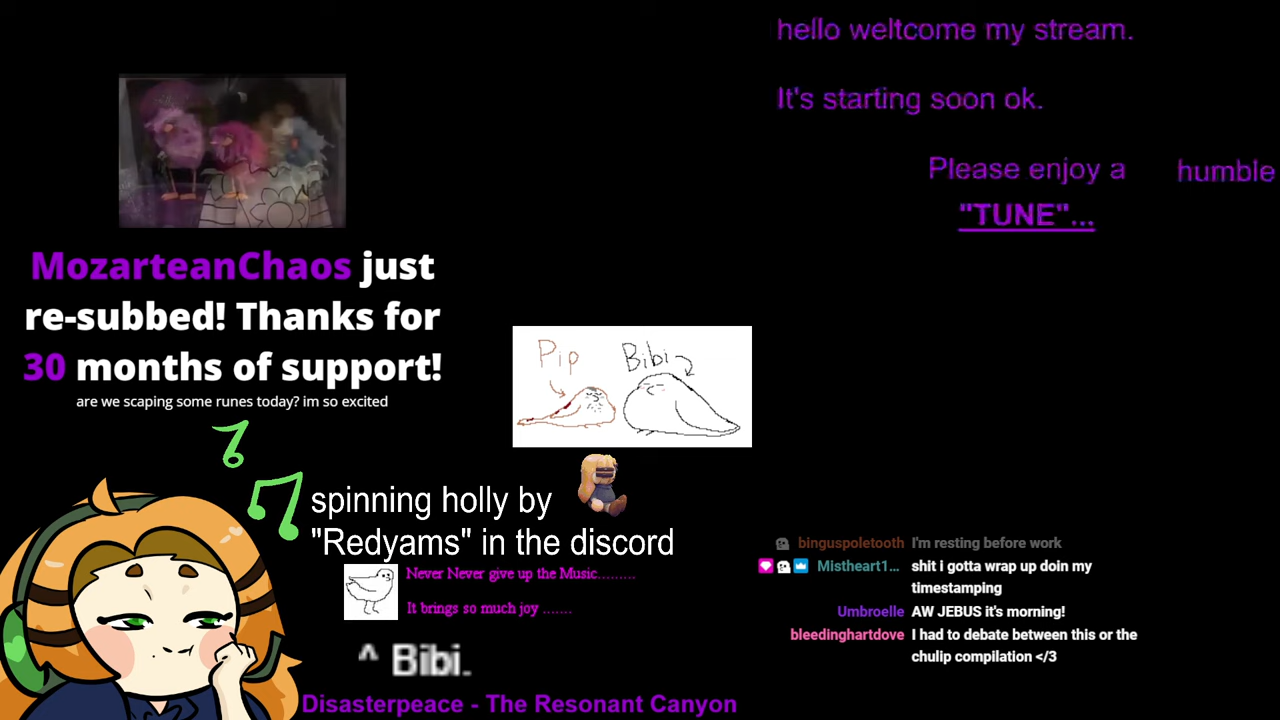 hello weltcome my stream.
It's starting soon ok.
Please enjoy a humble
"TUNE"...
MozarteanChaos just
re-subbed! Thanks for
30 months of support!
are we scaping some runes today? im so excited
Pip
Bibi
spinning holly by
"Redyams" in the discord
Never Never give up the Music.........
It brings so much joy .......
^ Bibi.
Disasterpeace - The Resonant Canyon
binguspoletooth I'm resting before work
Mistheart1... shit i gotta wrap up doin my
timestamping
Umbroelle AW JEBUS it's morning!
bleedinghartdove I had to debate between this or the
chulip compilation </3